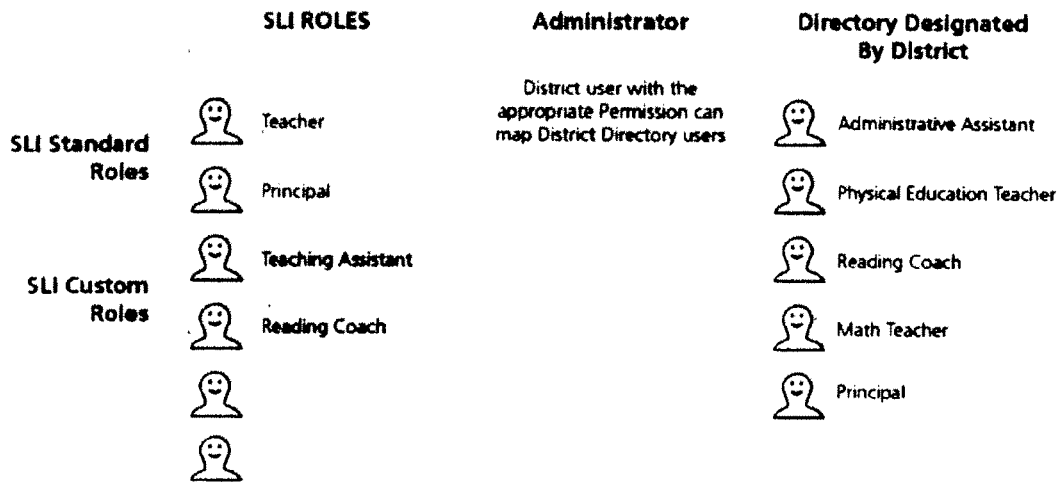 SLI ROLES
Administrator
Directory Designated
By District
District user with the
appropriate Permission can
map District Directory users
SLI Standard
Roles
Teacher
Principal
SLI Custom
Roles
Teaching Assistant
Reading Coach
Administrative Assistant
Physical Education Teacher
Reading Coach
Math Teacher
Principal